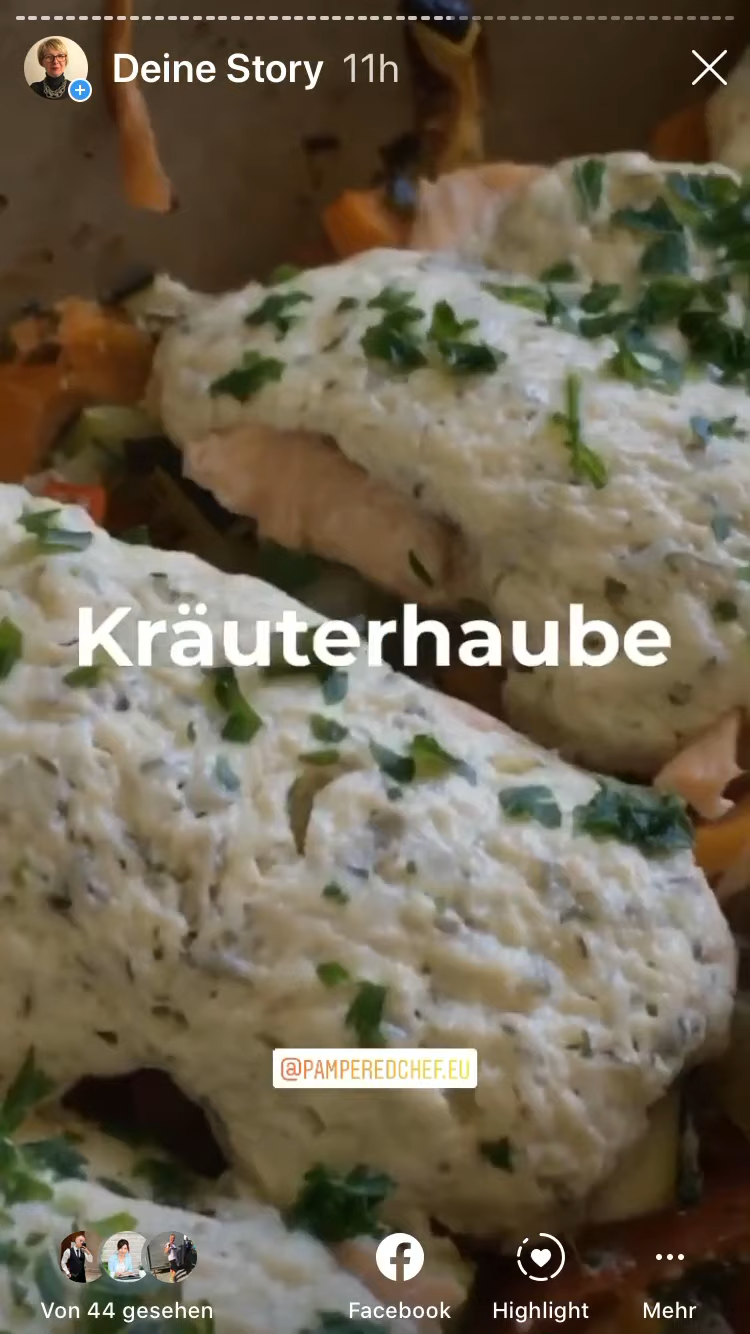 Deine Story 11h
Kräuterhaube
@PAMPEREDCHEF.EU
Von 44 gesehen Facebook Highlight Mehr